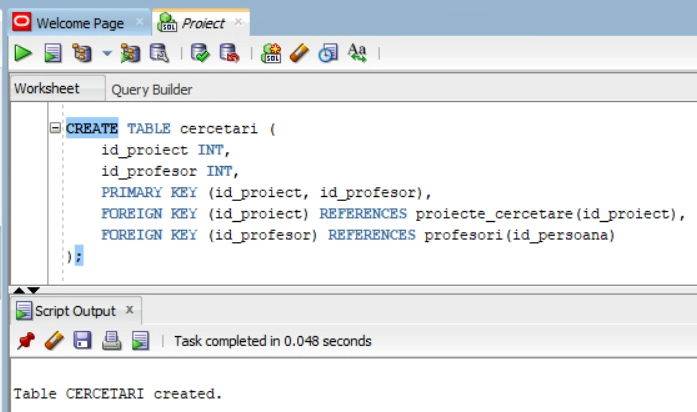 Welcome Page × Proiect ×
Worksheet Query Builder
CREATE TABLE cercetari (
id_proiect INT,
id_profesor INT,
PRIMARY KEY (id_proiect, id_profesor),
FOREIGN KEY (id_proiect) REFERENCES proiecte_cercetare(id_proiect),
FOREIGN KEY (id_profesor) REFERENCES profesori(id_persoana)
);
Script Output ×
Task completed in 0.048 seconds
Table CERCETARI created.